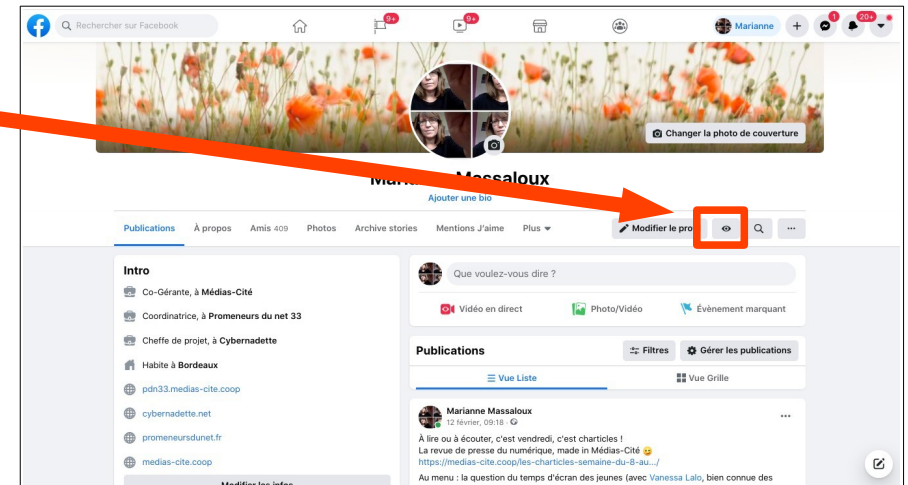 Rechercher sur Facebook
9+
9+
Marianne
1
20+
Changer la photo de couverture
Marianne Massaloux
Ajouter une bio
Publications À propos Amis 409 Photos Archive stories Mentions J'aime Plus
Modifier le pro
Intro
Co-Gérante, à Médias-Cité
Coordinatrice, à Promeneurs du net 33
Cheffe de projet, à Cybernadette
Habite à Bordeaux
pdn33.medias-cite.coop
cybernadette.net
promeneursdunet.fr
medias-cite.coop
Modifier les infos
Que voulez-vous dire ?
Vidéo en direct Photo/Vidéo Évènement marquant
Publications Filtres Gérer les publications
Vue Liste Vue Grille
Marianne Massaloux
12 février, 09:18 ·
À lire ou à écouter, c'est vendredi, c'est charticles !
La revue de presse du numérique, made in Médias-Cité 😉
https://medias-cite.coop/les-charticles-semaine-du-8-au.../
Au menu : la question du temps d'écran des jeunes (avec Vanessa Lalo, bien connue des